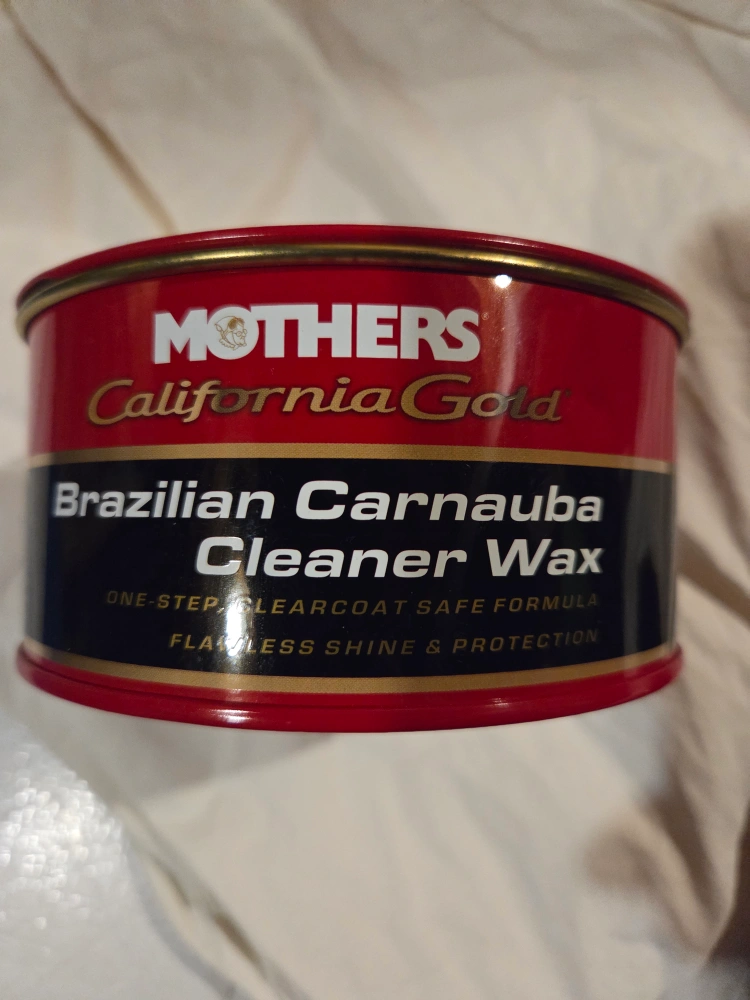 MOTHERS
California Gold
Brazilian Carnauba
Cleaner Wax
ONE-STEP, CLEARCOAT SAFE FORMULA
FLAWLESS SHINE & PROTECTION